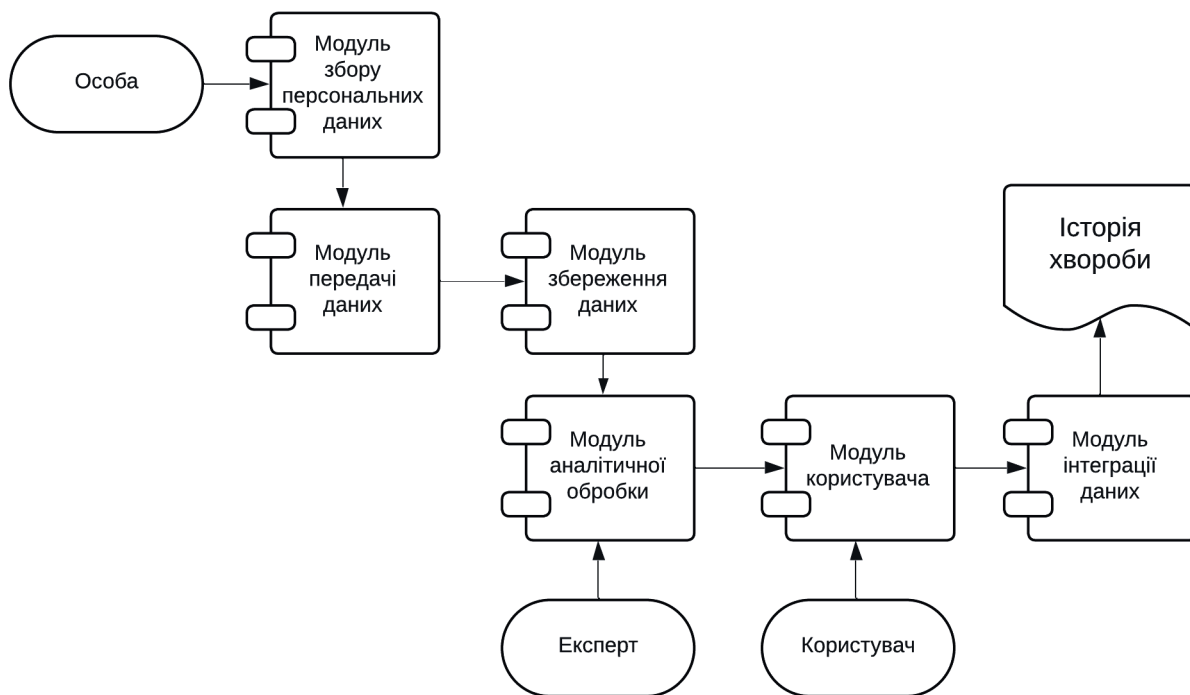 Особа
Модуль
збору
персональних
даних
Модуль
передачі
даних
Модуль
збереження
даних
Історія
хвороби
Модуль
аналітичної
обробки
Модуль
користувача
Модуль
інтеграції
даних
Експерт
Користувач